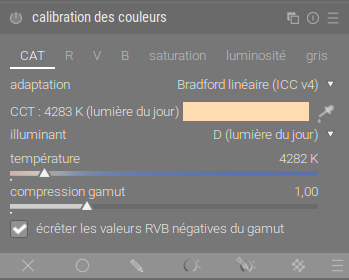 calibration des couleurs
CAT R V B saturation luminosité gris
adaptation Bradford linéaire (ICC v4)
CCT : 4283 K (lumière du jour)
illuminant D (lumière du jour)
température 4282 K
compression gamut 1,00
écrêter les valeurs RVB négatives du gamut